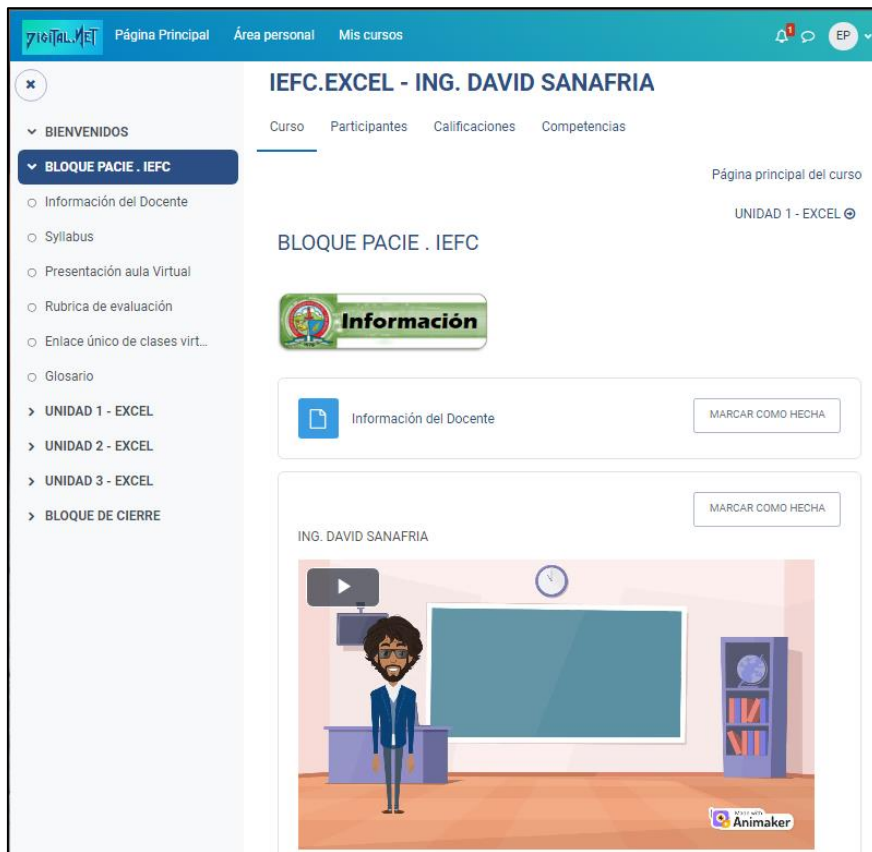 DIGITAL.NET Página Principal Área personal Mis cursos 1 EP
IEFC.EXCEL - ING. DAVID SANAFRIA
Curso Participantes Calificaciones Competencias
BIENVENIDOS
BLOQUE PACIE . IEFC
Información del Docente
Syllabus
Presentación aula Virtual
Rubrica de evaluación
Enlace único de clases virt...
Glosario
UNIDAD 1 - EXCEL
UNIDAD 2 - EXCEL
UNIDAD 3 - EXCEL
BLOQUE DE CIERRE
Página principal del curso
UNIDAD 1 - EXCEL
BLOQUE PACIE . IEFC
Información
Información del Docente MARCAR COMO HECHA
MARCAR COMO HECHA
ING. DAVID SANAFRIA
Made with
Animaker